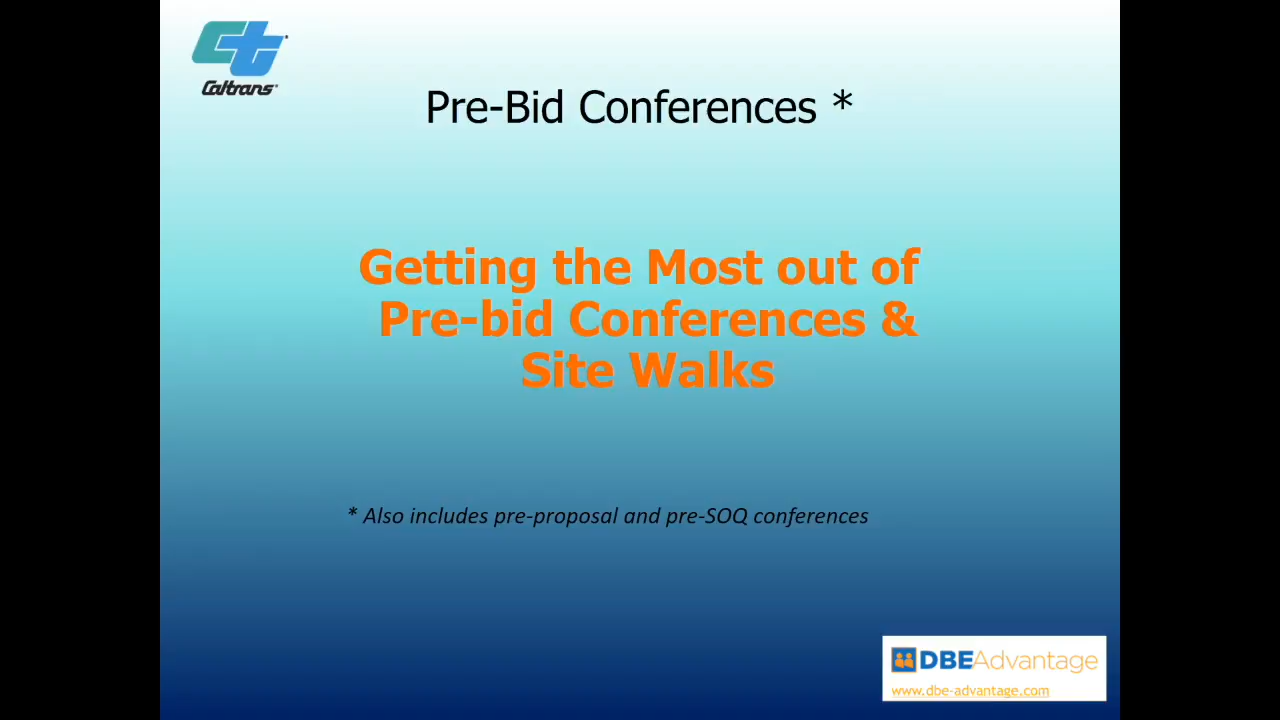 Caltrans
Pre-Bid Conferences *
Getting the Most out of
Pre-bid Conferences &
Site Walks
* Also includes pre-proposal and pre-SOQ conferences
DBEAdvantage
www.dbe-advantage.com